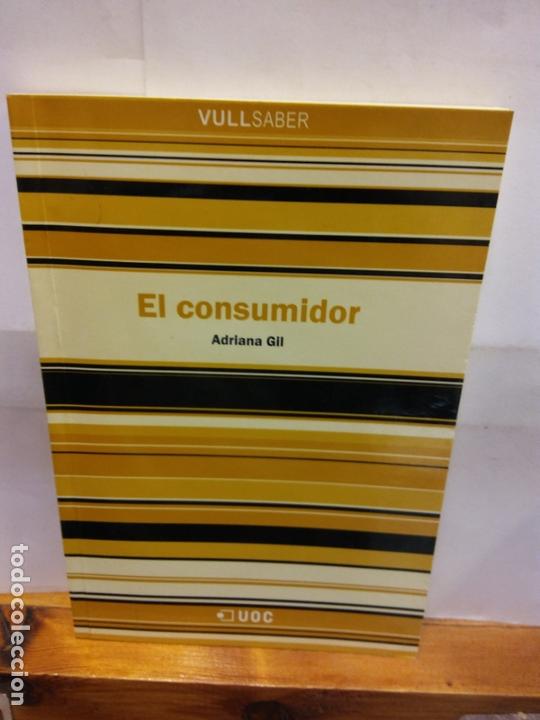 VULLSABER
El consumidor
Adriana Gil
UOC
todocoleccion